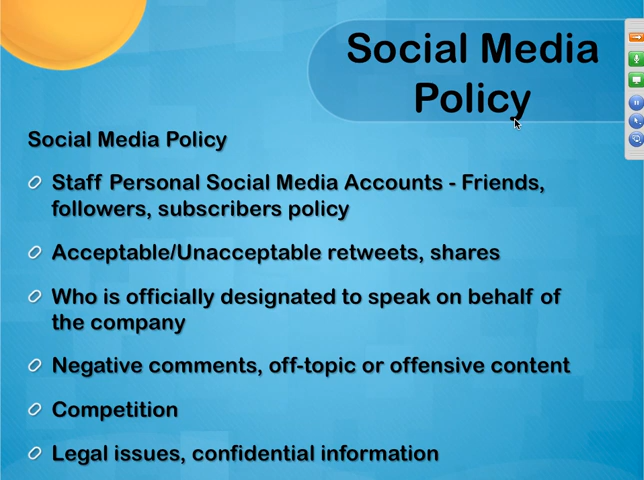 Social Media
Policy
Social Media Policy
Staff Personal Social Media Accounts - Friends,
followers, subscribers policy
Acceptable/Unacceptable retweets, shares
Who is officially designated to speak on behalf of
the company
Negative comments, off-topic or offensive content
Competition
Legal issues, confidential information